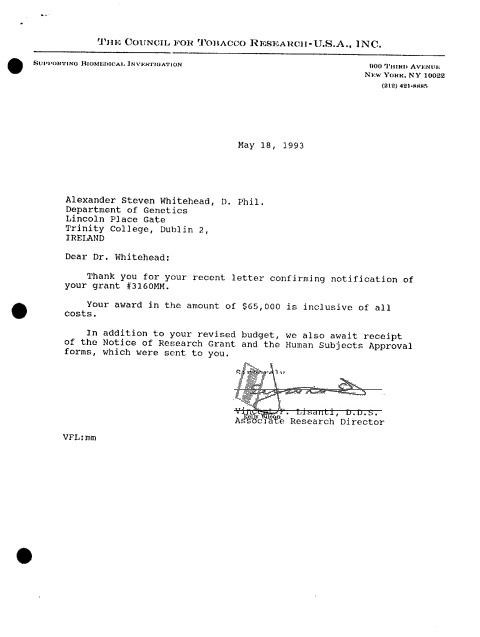 THE COUNCIL FOR TOBACCO RESEARCH-U.S.A., INC.
SUPPORTING BIOMEDICAL INVESTIGATION
900 THIRD AVENUE
NEW YORK, NY 10022
(212) 421-8885
May 18, 1993
Alexander Steven Whitehead, D. Phil.
Department of Genetics
Lincoln Place Gate
Trinity College, Dublin 2,
IRELAND
Dear Dr. Whitehead:
Thank you for your recent letter confirming notification of
your grant #3160MM.
Your award in the amount of $65,000 is inclusive of all
costs.
In addition to your revised budget, we also await receipt
of the Notice of Research Grant and the Human Subjects Approval
forms, which were sent to you.
Sincerely
Vincent F. Lisanti, D.D.S.
Associate Research Director
VFL:mm